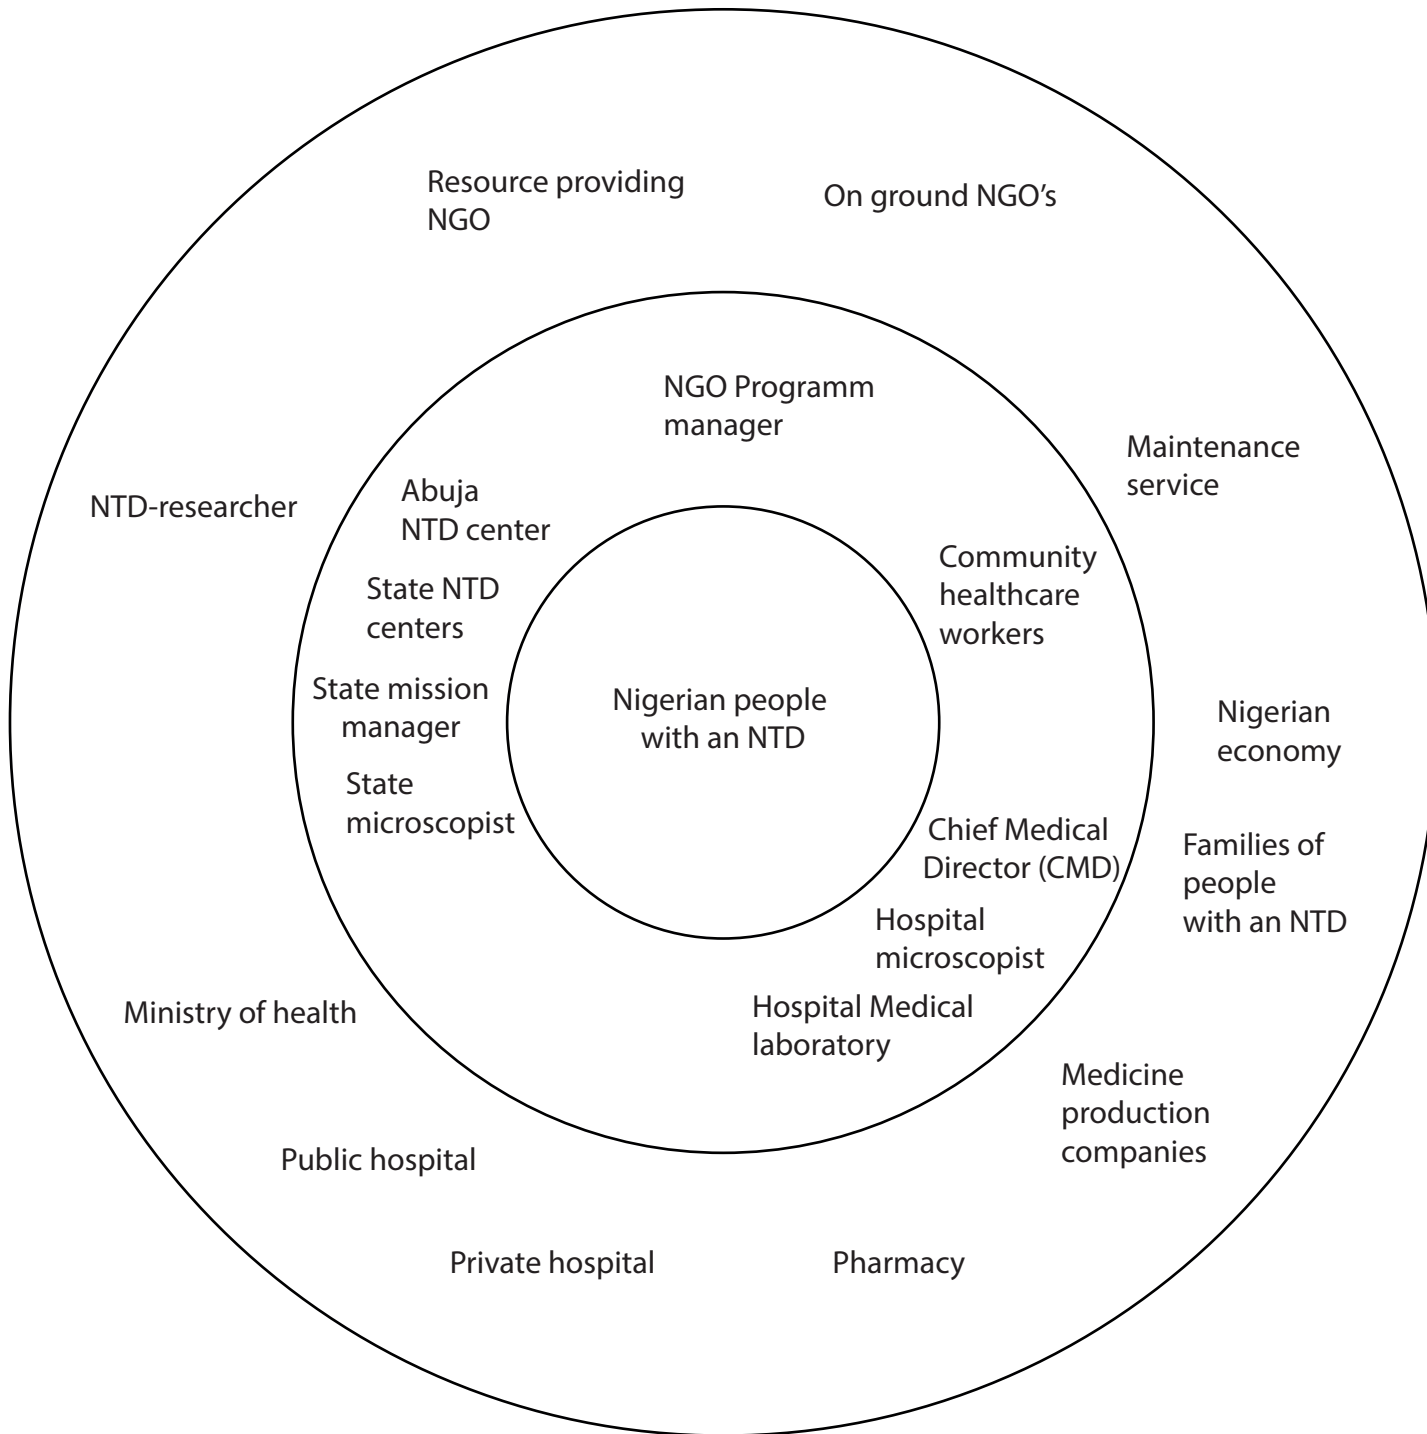 Resource providing
NGO
On ground NGO’s
NGO Programm
manager
Maintenance
service
NTD-researcher
Abuja
NTD center
Community
healthcare
workers
State NTD
centers
State mission
manager
Nigerian people
with an NTD
Nigerian
economy
State
microscopist
Chief Medical
Director (CMD)
Families of
people
with an NTD
Hospital
microscopist
Ministry of health
Hospital Medical
laboratory
Medicine
production
companies
Public hospital
Private hospital
Pharmacy